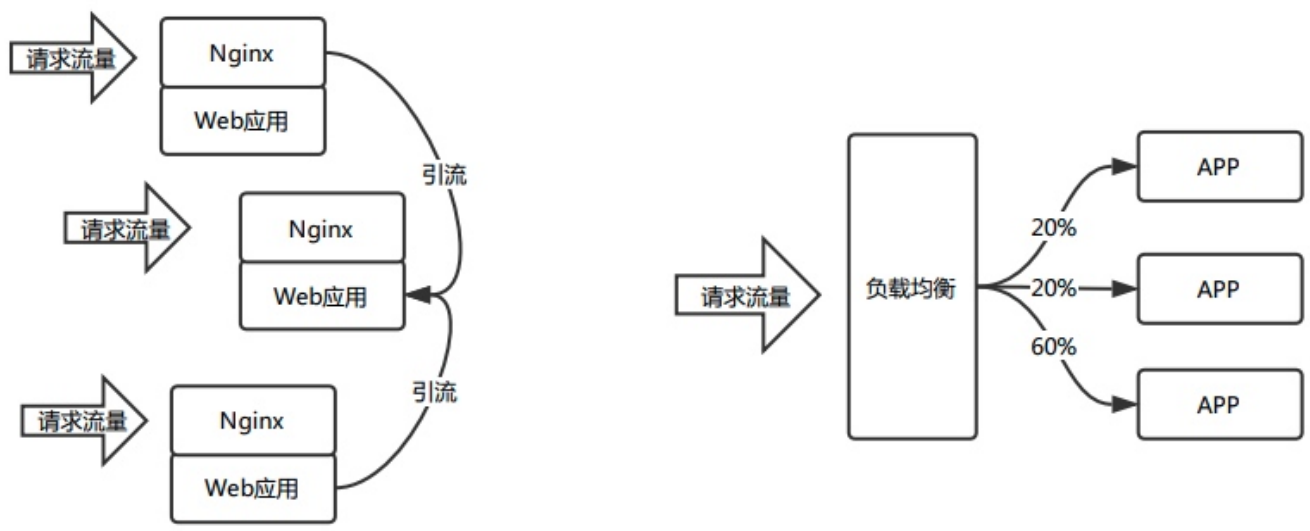 请求流量
Nginx
Web应用
引流
请求流量
Nginx
Web应用
引流
请求流量
Nginx
Web应用
请求流量
负载均衡
20%
20%
60%
APP
APP
APP